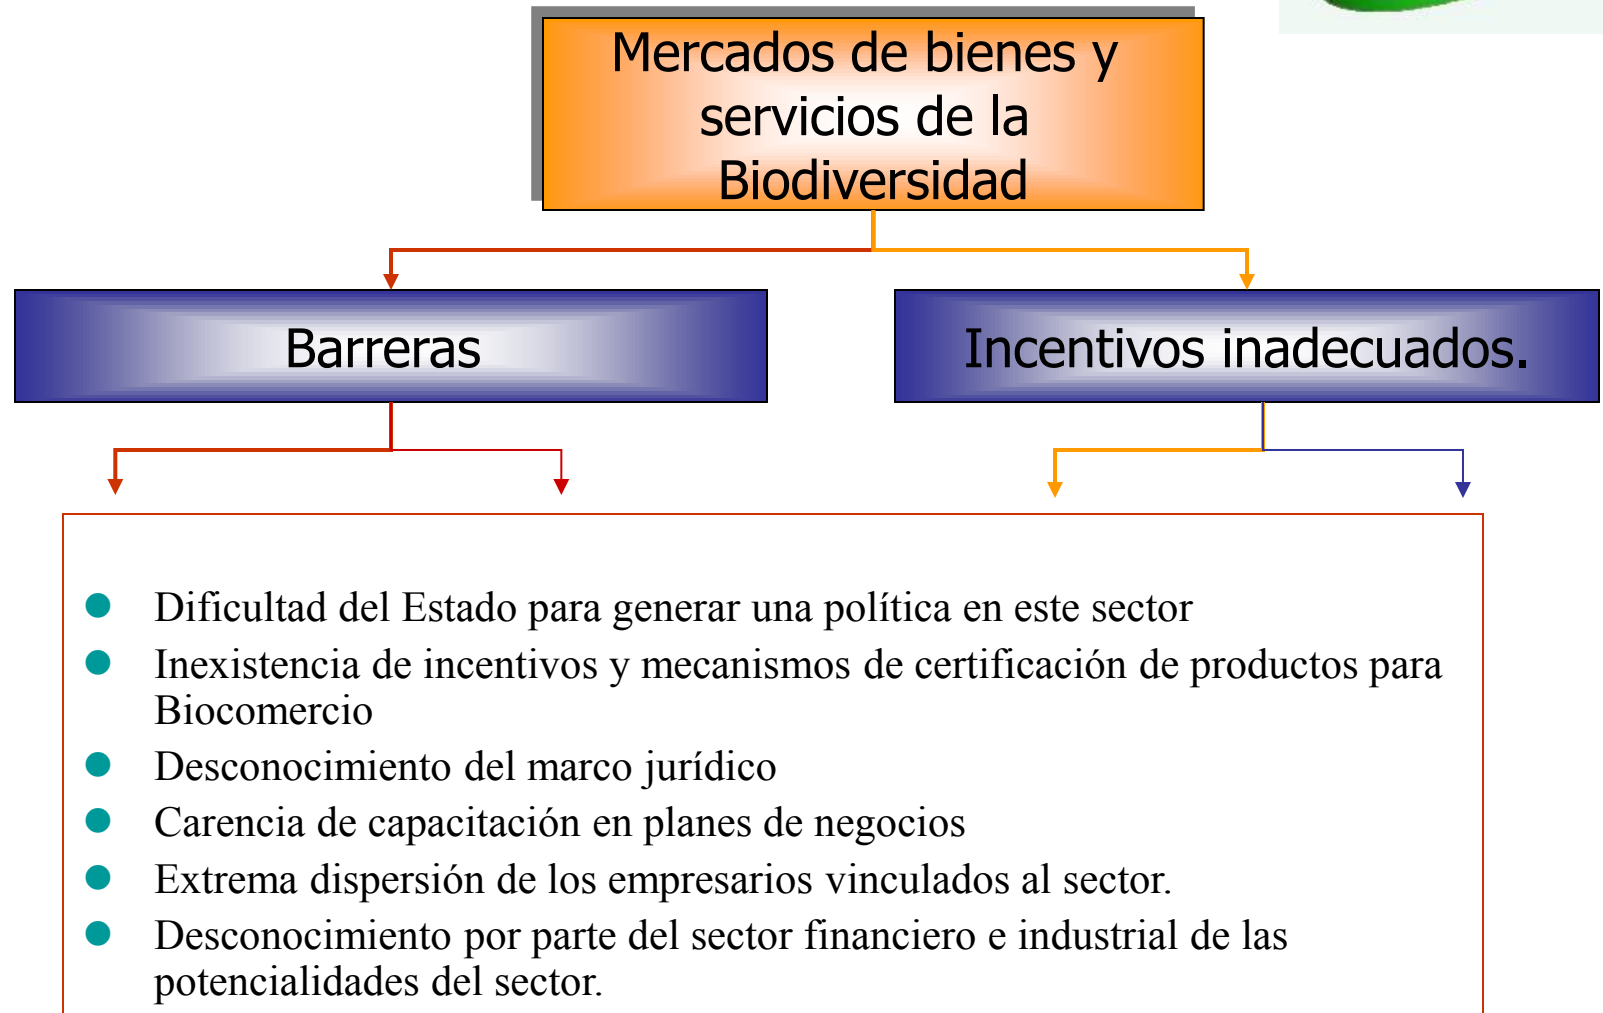 Mercados de bienes y
servicios de la
Biodiversidad
Barreras
Incentivos inadecuados.
Dificultad del Estado para generar una política en este sector
Inexistencia de incentivos y mecanismos de certificación de productos para
Biocomercio
Desconocimiento del marco jurídico
Carencia de capacitación en planes de negocios
Extrema dispersión de los empresarios vinculados al sector.
Desconocimiento por parte del sector financiero e industrial de las
potencialidades del sector.